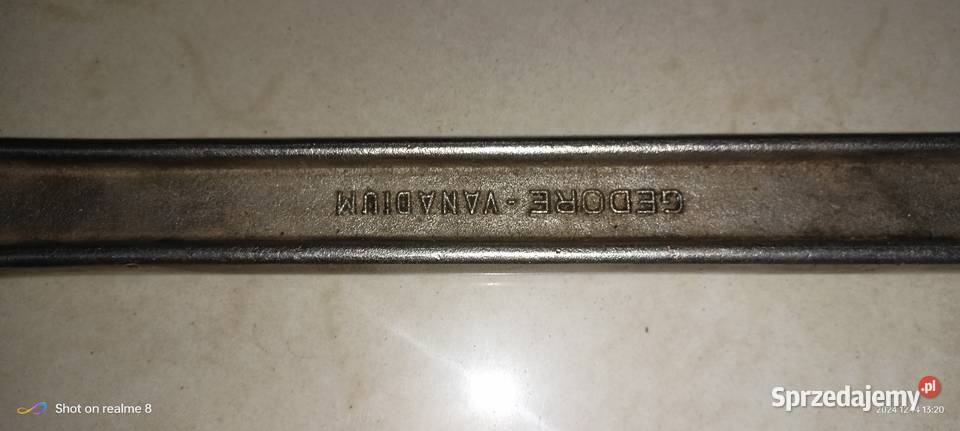 GEDORE - VANADIUM
Shot on realme 8
Sprzedajemy.pl